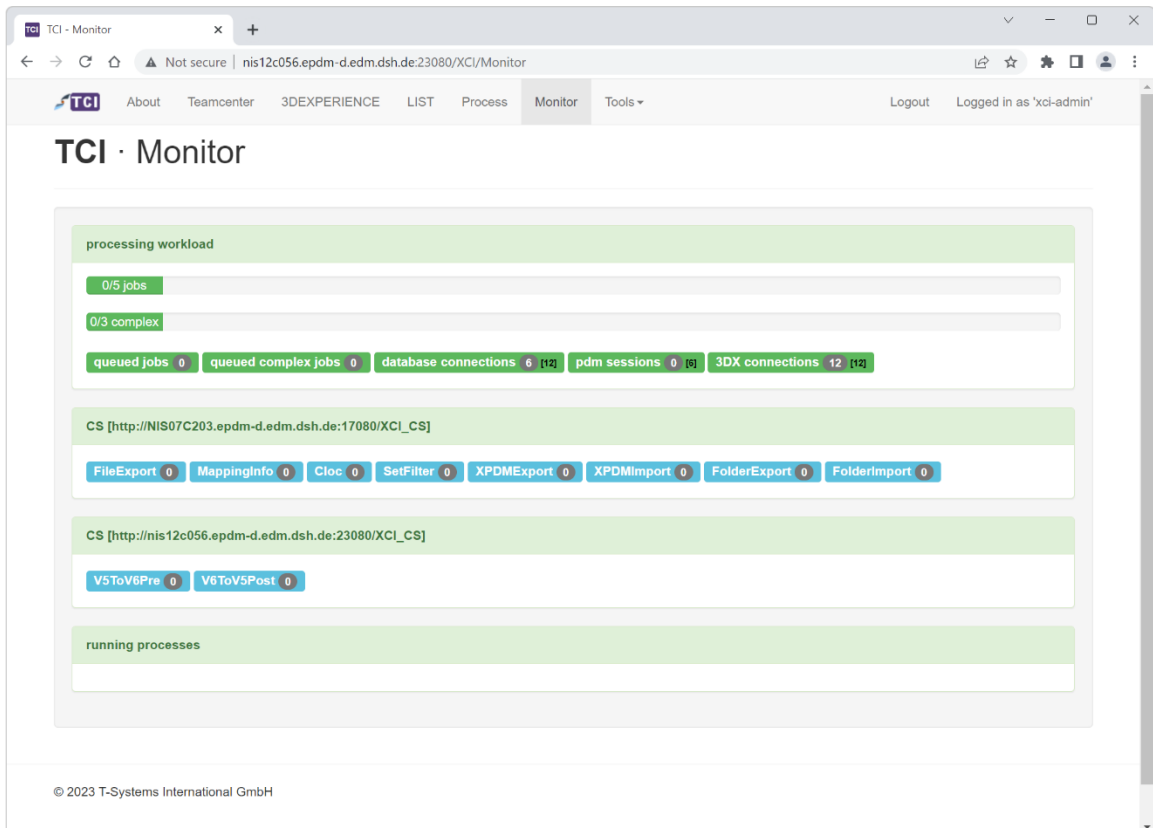 TCI TCI - Monitor
Not secure | nis12c056.epdm-d.edm.dsh.de:23080/XCI/Monitor
TCI About Teamcenter 3DEXPERIENCE LIST Process Monitor Tools Logout Logged in as 'xci-admin'
TCI · Monitor
processing workload
0/5 jobs
0/3 complex
queued jobs 0 queued complex jobs 0 database connections 6 [12] pdm sessions 0 [6] 3DX connections 12 [12]
CS [http://NIS07C203.epdm-d.edm.dsh.de:17080/XCI_CS]
FileExport 0 MappingInfo 0 Cloc 0 SetFilter 0 XPDMExport 0 XPDMImport 0 FolderExport 0 FolderImport 0
CS [http://nis12c056.epdm-d.edm.dsh.de:23080/XCI_CS]
V5ToV6Pre 0 V6ToV5Post 0
running processes
© 2023 T-Systems International GmbH